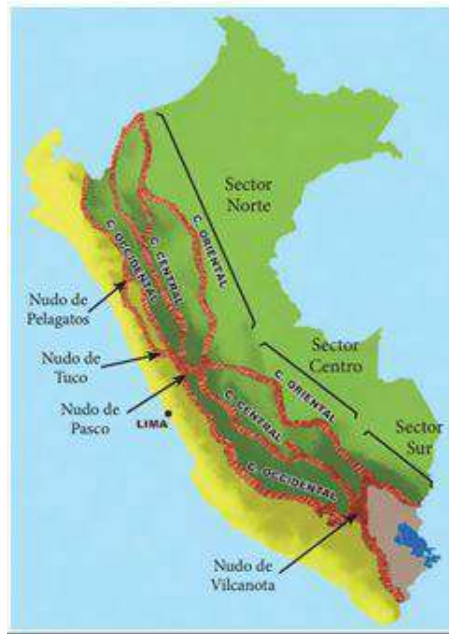 Sector
Norte
C. OCCIDENTAL
C. CENTRAL
C. ORIENTAL
Nudo de
Pelagatos
Nudo de
Tuco
Nudo de
Pasco
LIMA
Sector
Centro
C. ORIENTAL
C. CENTRAL
C. OCCIDENTAL
Sector
Sur
Nudo de
Vilcanota